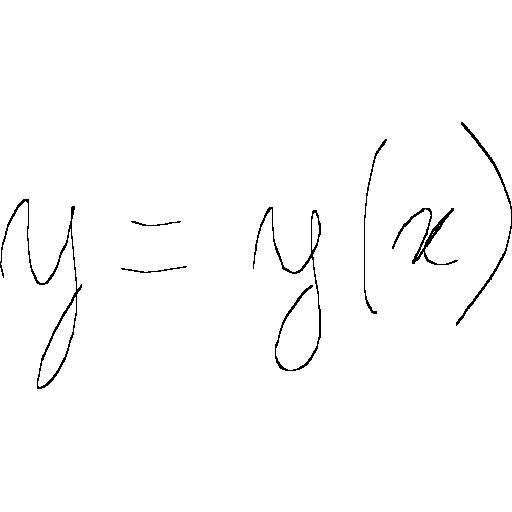 y = y(x)